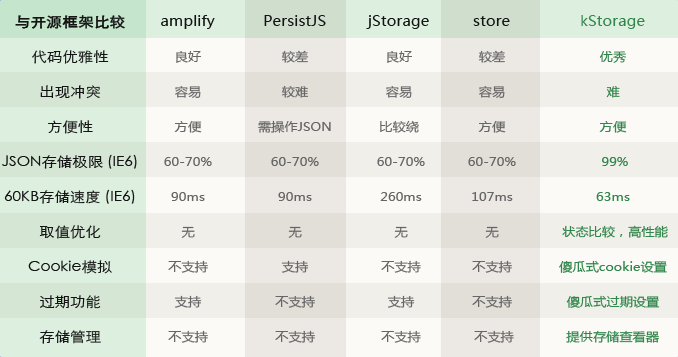 与开源框架比较 amplify PersistJS jStorage store kStorage
代码优雅性 良好 较差 良好 较差 优秀
出现冲突 容易 较难 容易 容易 难
方便性 方便 需操作JSON 比较绕 方便 方便
JSON存储极限 (IE6) 60-70% 60-70% 60-70% 60-70% 99%
60KB存储速度 (IE6) 90ms 90ms 260ms 107ms 63ms
取值优化 无 无 无 无 状态比较，高性能
Cookie模拟 不支持 支持 不支持 不支持 傻瓜式cookie设置
过期功能 支持 不支持 支持 不支持 傻瓜式过期设置
存储管理 不支持 不支持 不支持 不支持 提供存储查看器